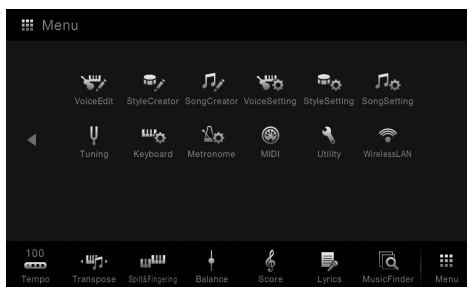 Menu
VoiceEdit StyleCreator SongCreator VoiceSetting StyleSetting SongSetting
Tuning Keyboard Metronome MIDI Utility WirelessLAN
100
Tempo Transpose Split&Fingering Balance Score Lyrics MusicFinder Menu